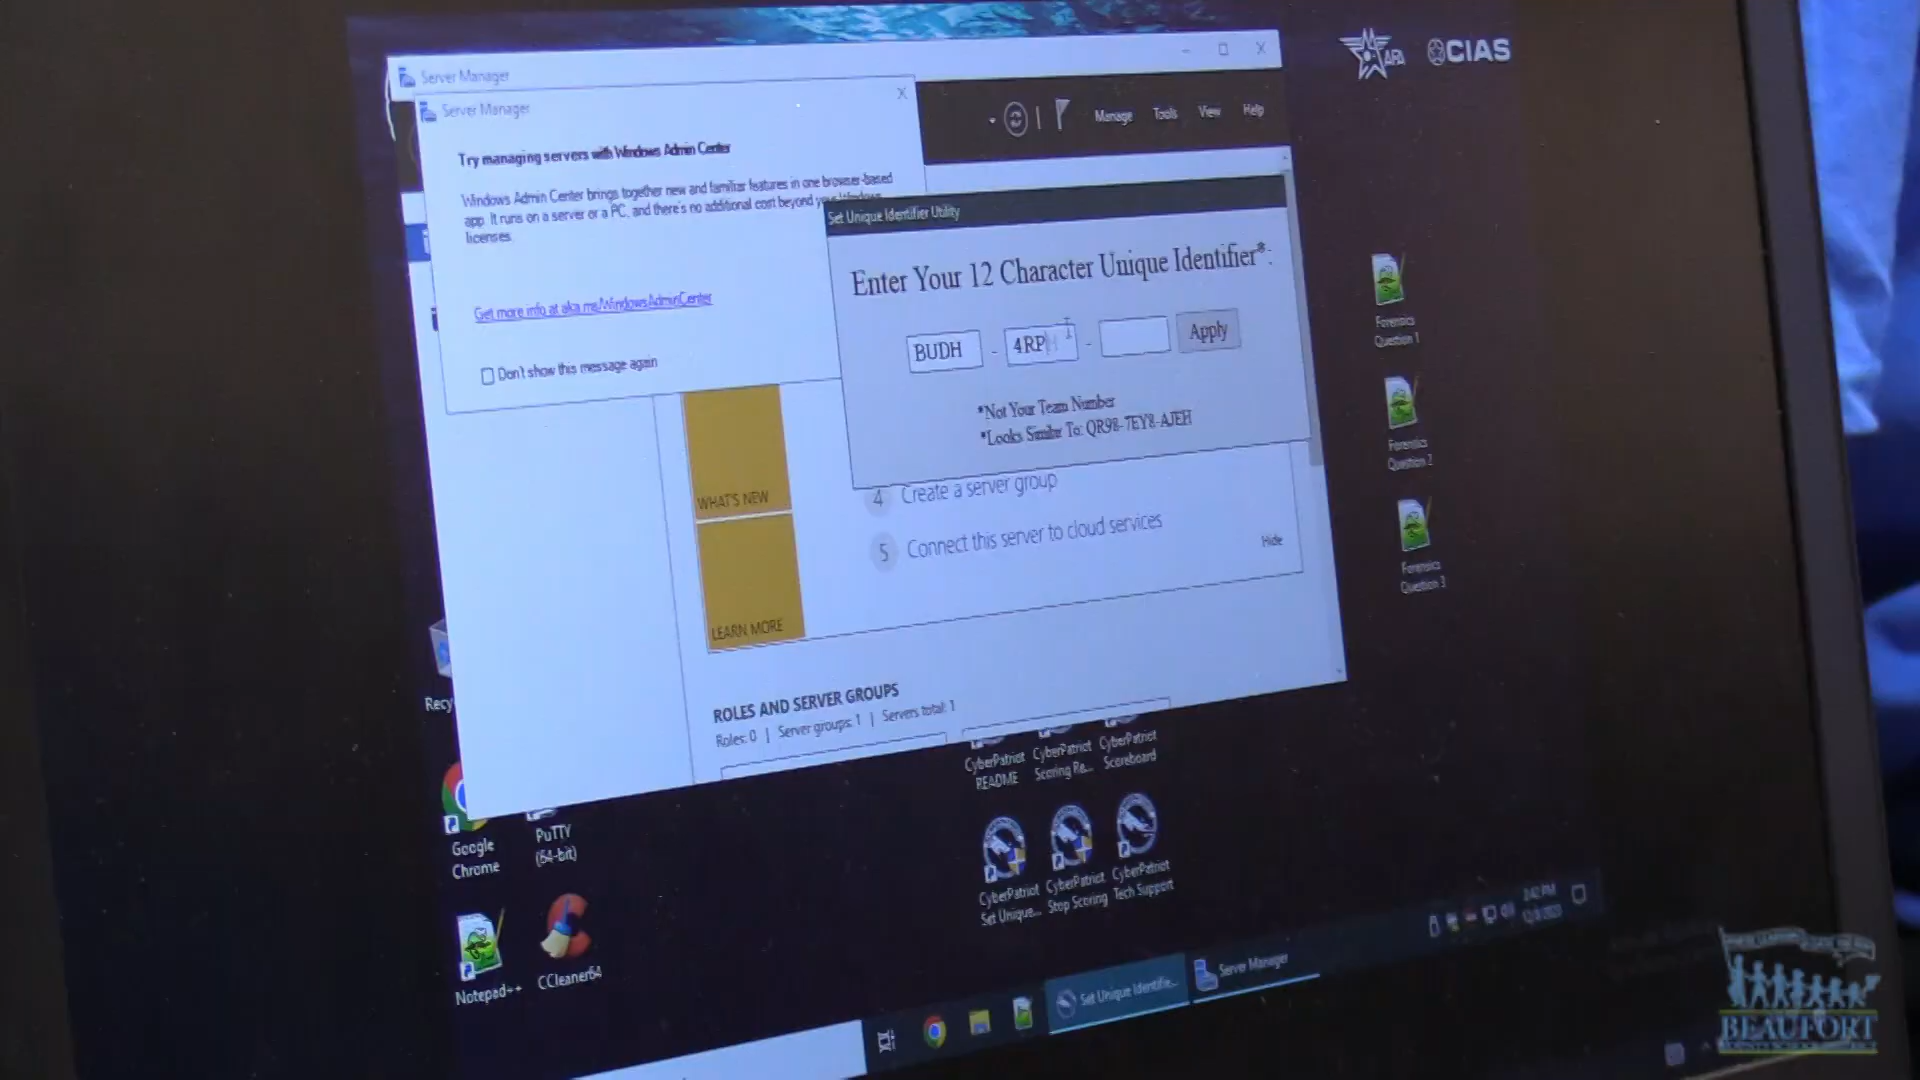 Server Manager
Server Manager
Try managing servers with Windows Admin Center
Windows Admin Center brings together new and familiar features in one browser-based
app. It runs on a server or a PC, and there's no additional cost beyond your Windows
licenses.
Get more info at aka.ms/WindowsAdminCenter
Don't show this message again
Manage Tools View Help
Set Unique Identifier Utility
Enter Your 12 Character Unique Identifier*:
BUDH - 4RP - Apply
*Not Your Team Number
*Looks Similar To: QR98-7EY8-AJEH
WHAT'S NEW
LEARN MORE
4 Create a server group
5 Connect this server to cloud services
Hide
ROLES AND SERVER GROUPS
Roles: 0 | Server groups: 1 | Servers total: 1
AFA
CIAS
Forensics
Question 1
Forensics
Question 2
Forensics
Question 3
Recy
Google
Chrome
PuTTY
(64-bit)
Notepad++
CCleaner64
CyberPatriot
README
CyberPatriot
Scoring Re...
CyberPatriot
Scoreboard
CyberPatriot
Set Unique...
CyberPatriot
Stop Scoring
CyberPatriot
Tech Support
Set Unique Identifie...
Server Manager
BEAUFORT